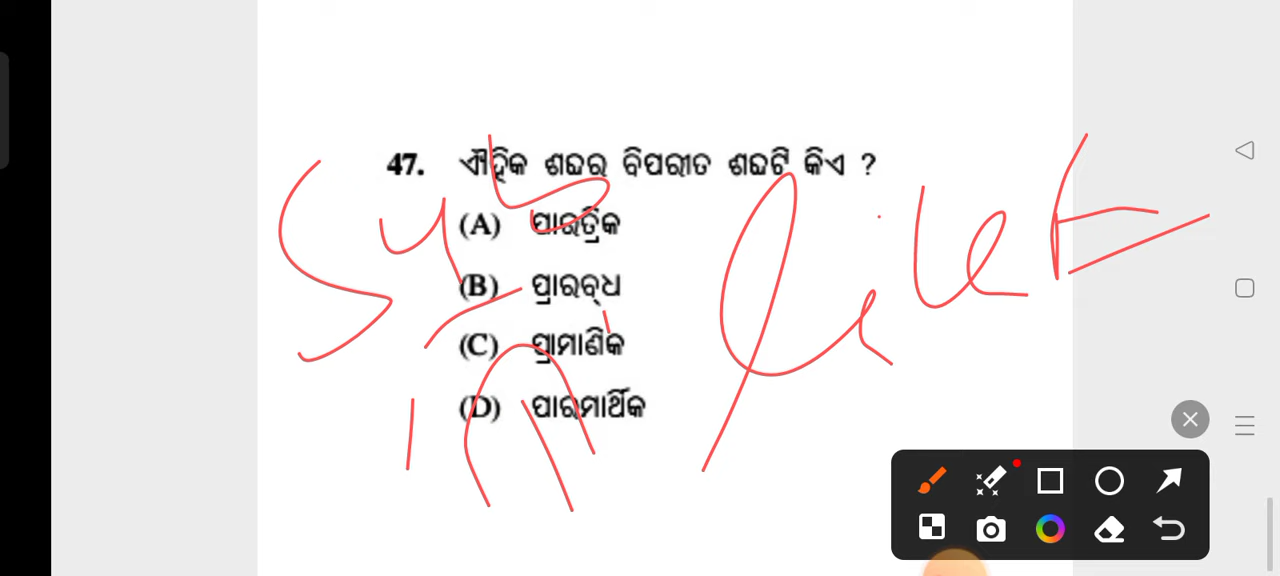 47. ଐହିକ ଶବ୍ଦର ବିପରୀତ ଶବ୍ଦଟି କିଏ ?
(A) ପାରତ୍ରିକ
(B) ପ୍ରାରବ୍ଧ
(C) ପ୍ରାମାଣିକ
(D) ପାରମାର୍ଥିକ